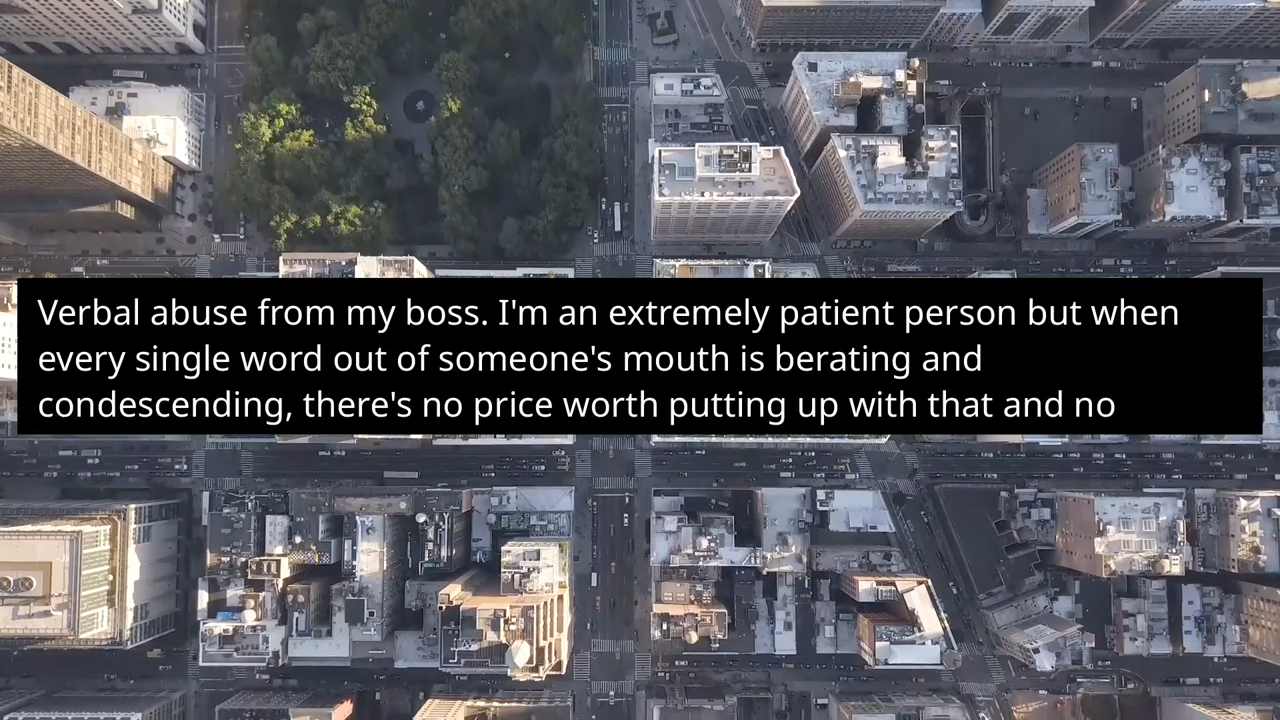 Verbal abuse from my boss. I'm an extremely patient person but when
every single word out of someone's mouth is berating and
condescending, there's no price worth putting up with that and no